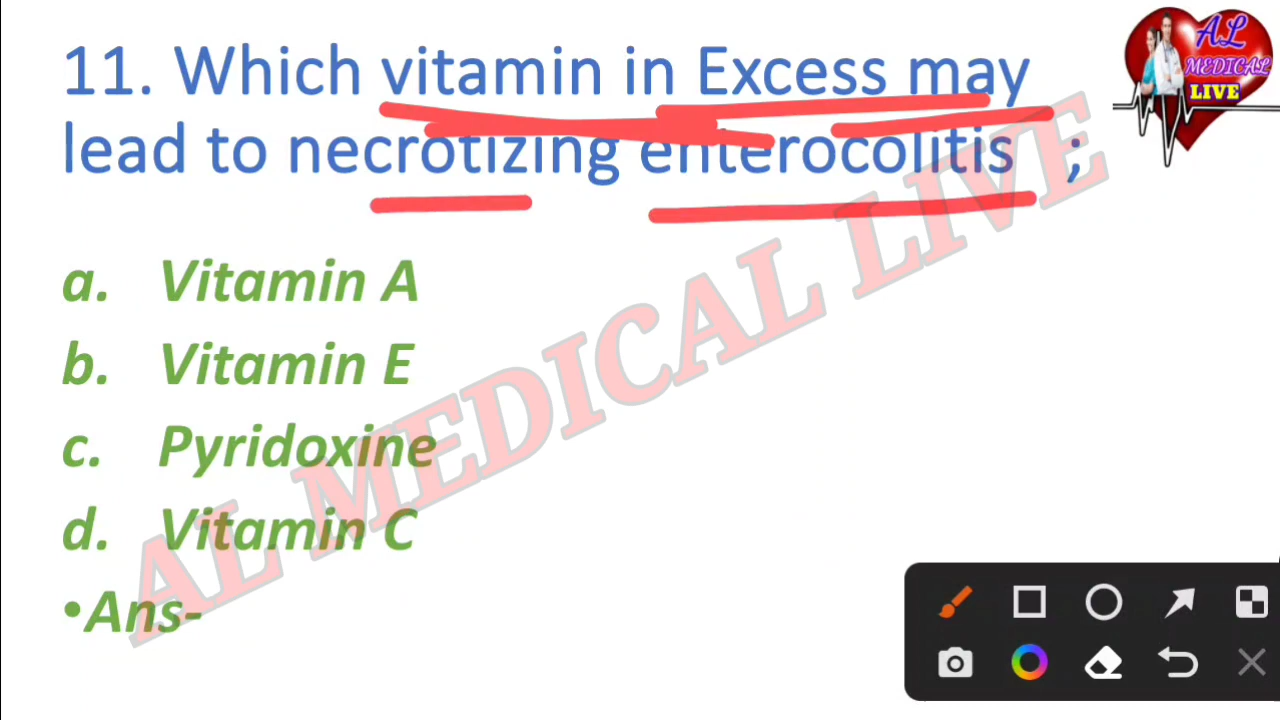 11. Which vitamin in Excess may
lead to necrotizing enterocolitis ;
a. Vitamin A
b. Vitamin E
c. Pyridoxine
d. Vitamin C
•Ans-
AL MEDICAL LIVE
AL
MEDICAL
LIVE